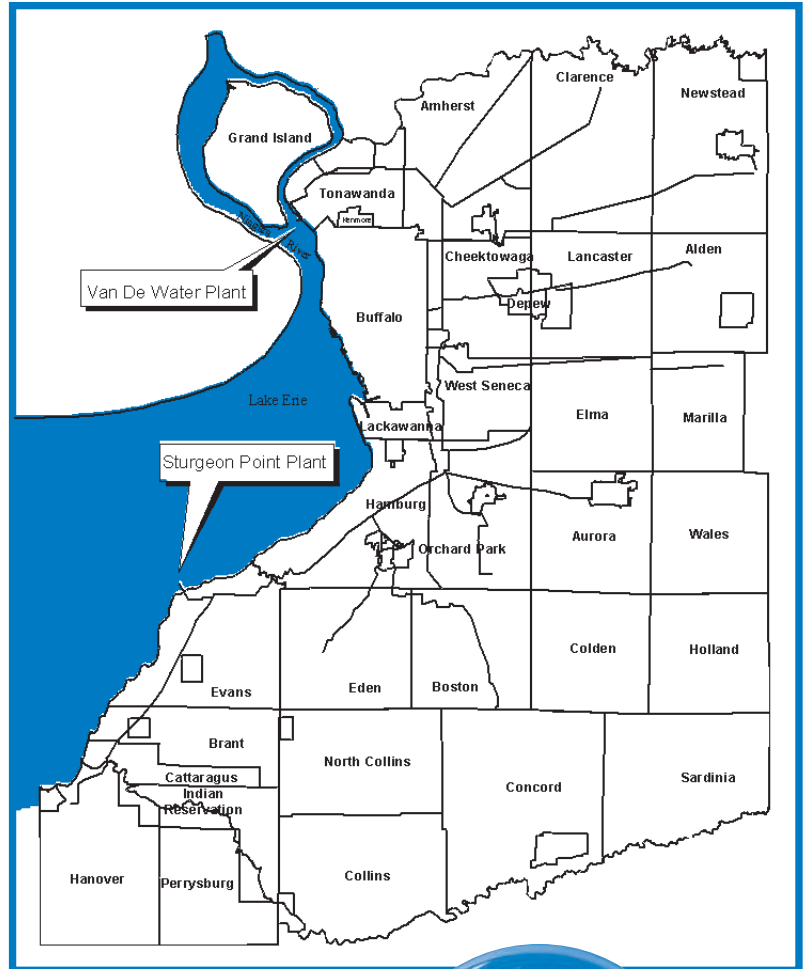 Clarence
Amherst
Newstead
Grand Island
Tonawanda
Kenmore
Niagara
River
Cheektowaga
Lancaster
Alden
Van De Water Plant
Depew
Buffalo
West Seneca
Lake Erie
Elma
Marilla
Lackawanna
Sturgeon Point Plant
Hamburg
Orchard Park
Aurora
Wales
Colden
Holland
Evans
Eden
Boston
Brant
North Collins
Cattaragus
Indian
Reservation
Concord
Sardinia
Hanover
Perrysburg
Collins